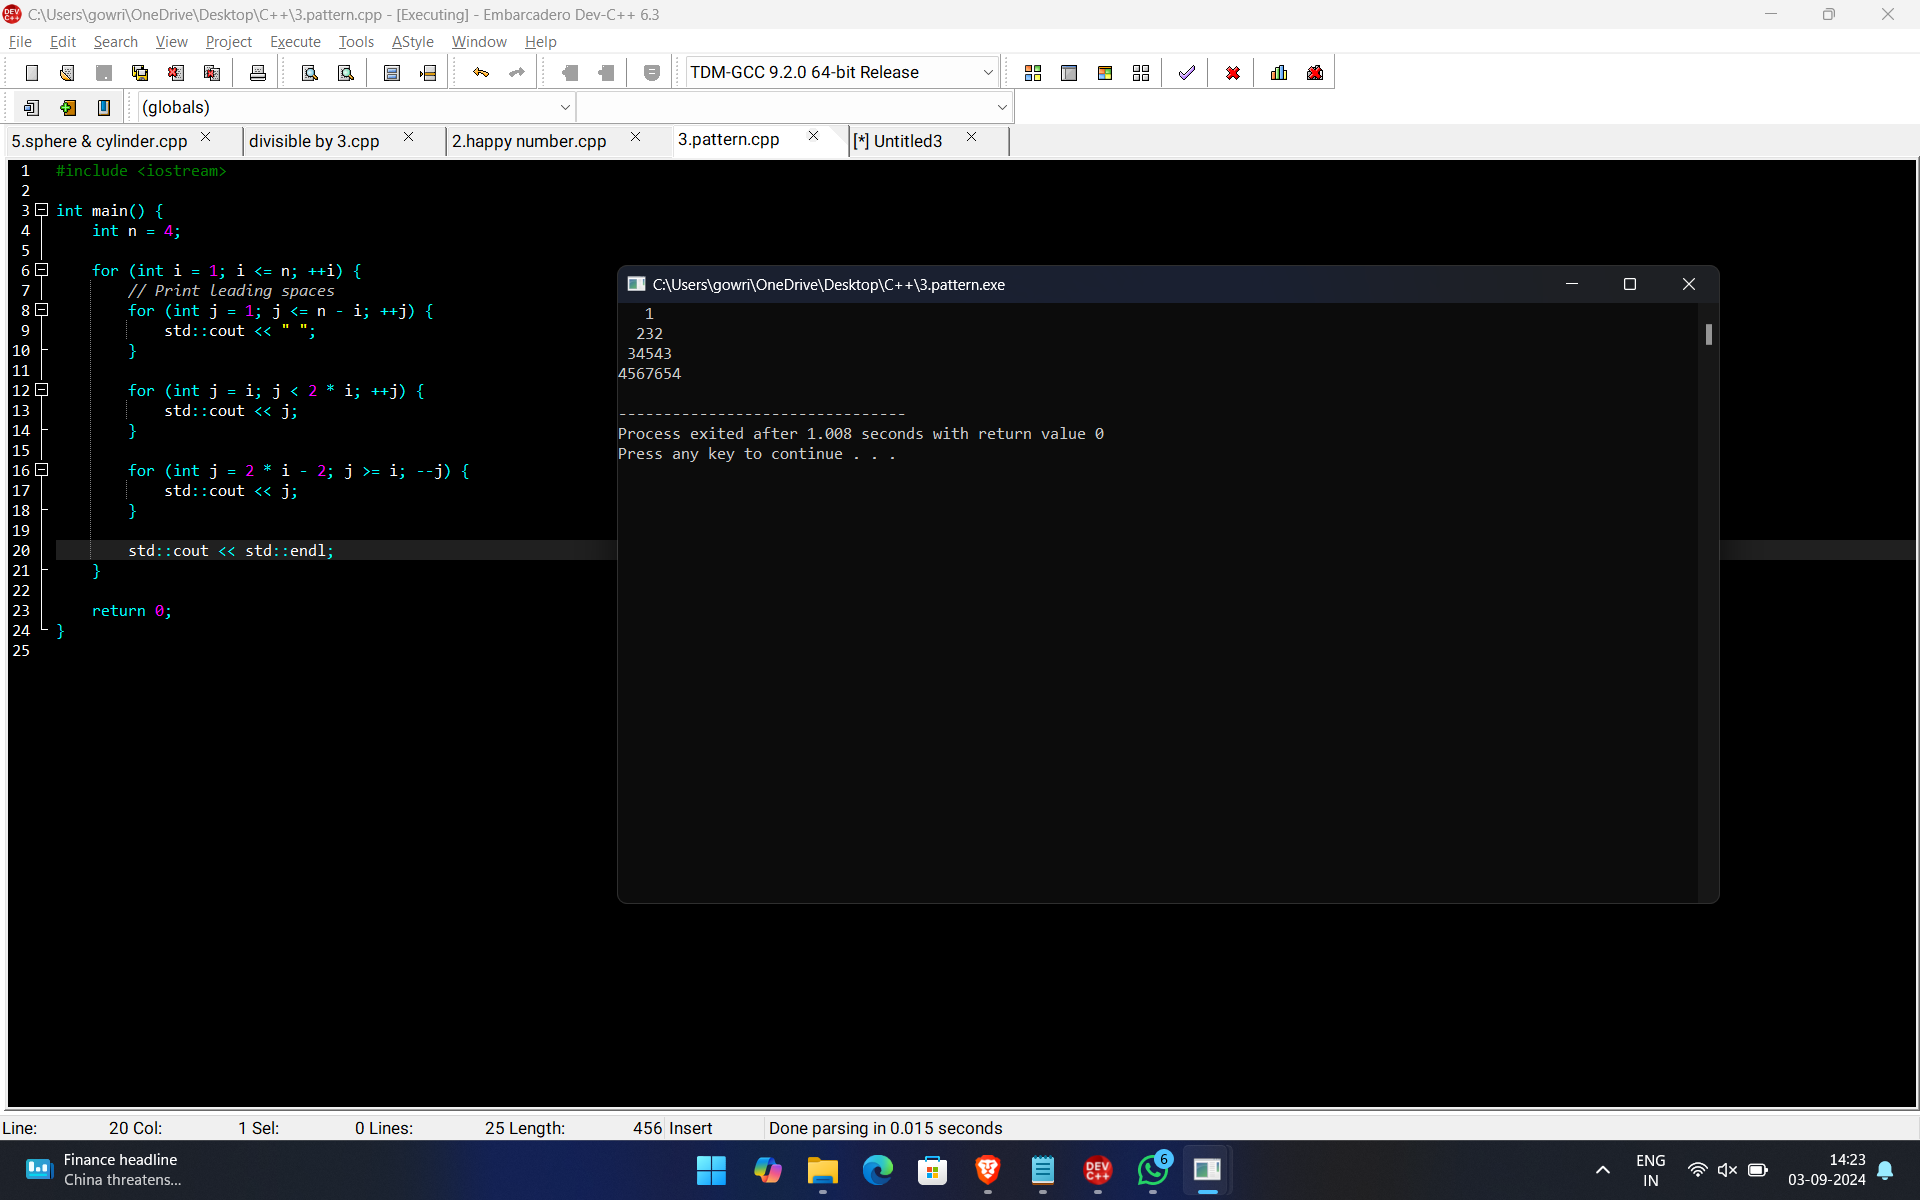 C:\Users\gowri\OneDrive\Desktop\C++\3.pattern.cpp - [Executing] - Embarcadero Dev-C++ 6.3
File Edit Search View Project Execute Tools AStyle Window Help
TDM-GCC 9.2.0 64-bit Release
(globals)
5.sphere & cylinder.cpp divisible by 3.cpp 2.happy number.cpp 3.pattern.cpp [*] Untitled3
1 #include <iostream>
2
3 int main() {
4     int n = 4;
5
6     for (int i = 1; i <= n; ++i) {
7         // Print leading spaces
8         for (int j = 1; j <= n - i; ++j) {
9             std::cout << " ";
10         }
11
12         for (int j = i; j < 2 * i; ++j) {
13             std::cout << j;
14         }
15
16         for (int j = 2 * i - 2; j >= i; --j) {
17             std::cout << j;
18         }
19
20         std::cout << std::endl;
21     }
22
23     return 0;
24 }
25
C:\Users\gowri\OneDrive\Desktop\C++\3.pattern.exe
   1
  232
 34543
4567654
--------------------------------
Process exited after 1.008 seconds with return value 0
Press any key to continue . . .
Line: 20 Col: 1 Sel: 0 Lines: 25 Length: 456 Insert Done parsing in 0.015 seconds
Finance headline
China threatens...
DEV
C++
6
ENG
IN
14:23
03-09-2024